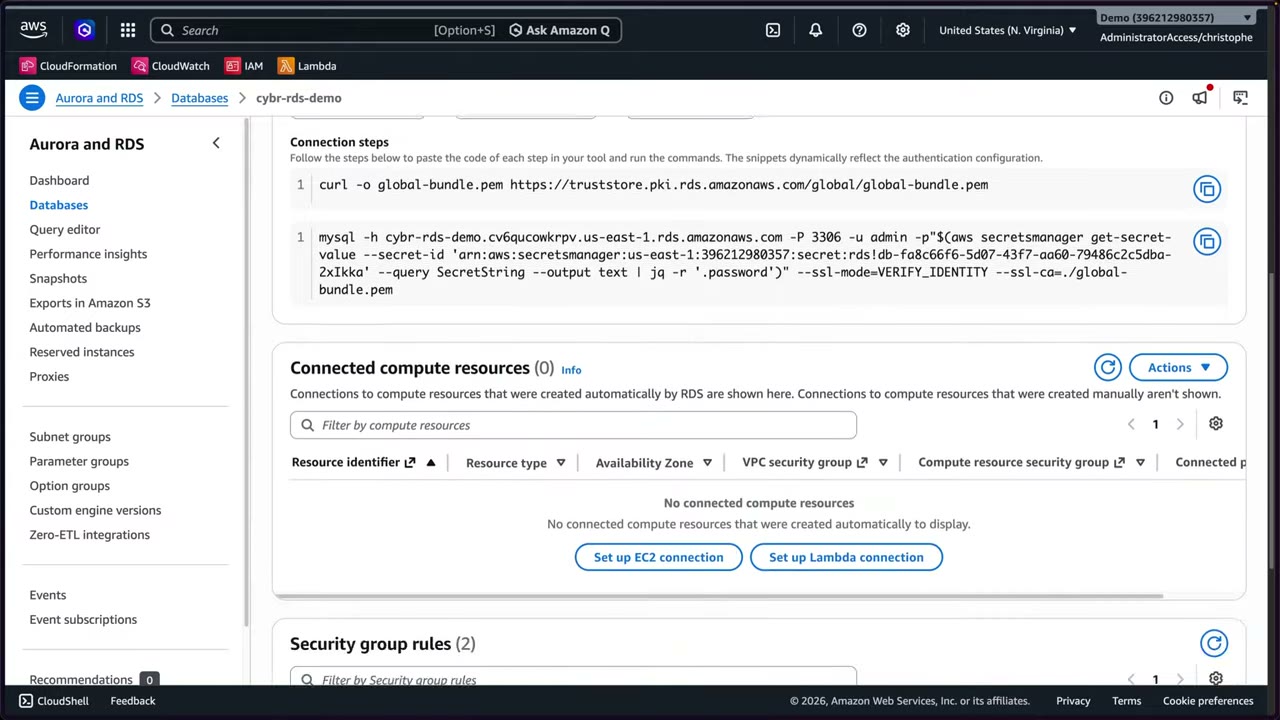 aws
Search [Option+S] Ask Amazon Q
United States (N. Virginia)
Demo (396212980357)
AdministratorAccess/christophe
CloudFormation CloudWatch IAM Lambda
Aurora and RDS Databases cybr-rds-demo
Aurora and RDS
Dashboard
Databases
Query editor
Performance insights
Snapshots
Exports in Amazon S3
Automated backups
Reserved instances
Proxies
Subnet groups
Parameter groups
Option groups
Custom engine versions
Zero-ETL integrations
Events
Event subscriptions
Recommendations 0
Connection steps
Follow the steps below to paste the code of each step in your tool and run the commands. The snippets dynamically reflect the authentication configuration.
1 curl -o global-bundle.pem https://truststore.pki.rds.amazonaws.com/global/global-bundle.pem
1 mysql -h cybr-rds-demo.cv6qucowkrpv.us-east-1.rds.amazonaws.com -P 3306 -u admin -p"$(aws secretsmanager get-secret-
value --secret-id 'arn:aws:secretsmanager:us-east-1:396212980357:secret:rds!db-fa8c66f6-5d07-43f7-aa60-79486c2c5dba-
2xIkka' --query SecretString --output text | jq -r '.password')" --ssl-mode=VERIFY_IDENTITY --ssl-ca=./global-
bundle.pem
Connected compute resources (0) Info
Actions
Connections to compute resources that were created automatically by RDS are shown here. Connections to compute resources that were created manually aren't shown.
Filter by compute resources
1
Resource identifier Resource type Availability Zone VPC security group Compute resource security group Connected p
No connected compute resources
No connected compute resources that were created automatically to display.
Set up EC2 connection Set up Lambda connection
Security group rules (2)
Filter by Security group rules
1
CloudShell Feedback © 2026, Amazon Web Services, Inc. or its affiliates. Privacy Terms Cookie preferences